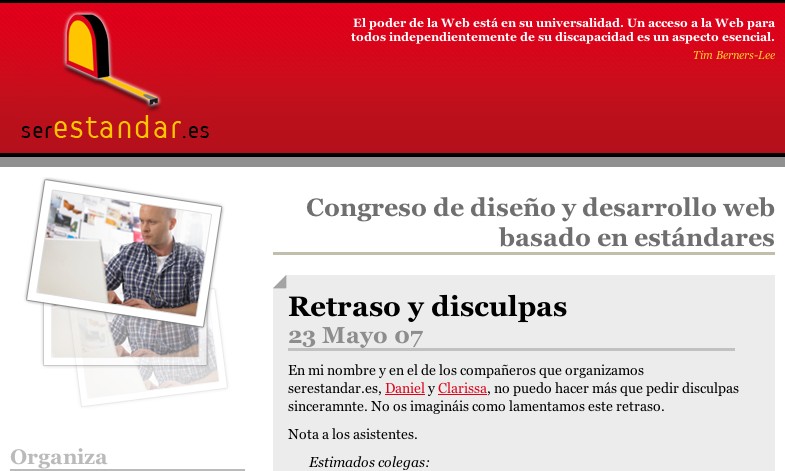 El poder de la Web está en su universalidad. Un acceso a la Web para
todos independientemente de su discapacidad es un aspecto esencial.
Tim Berners-Lee
serestandar.es
Congreso de diseño y desarrollo web
basado en estándares
Retraso y disculpas
23 Mayo 07
En mi nombre y en el de los compañeros que organizamos
serestandar.es, Daniel y Clarissa, no puedo hacer más que pedir disculpas
sinceramnte. No os imagináis como lamentamos este retraso.
Nota a los asistentes.
Estimados colegas:
Organiza